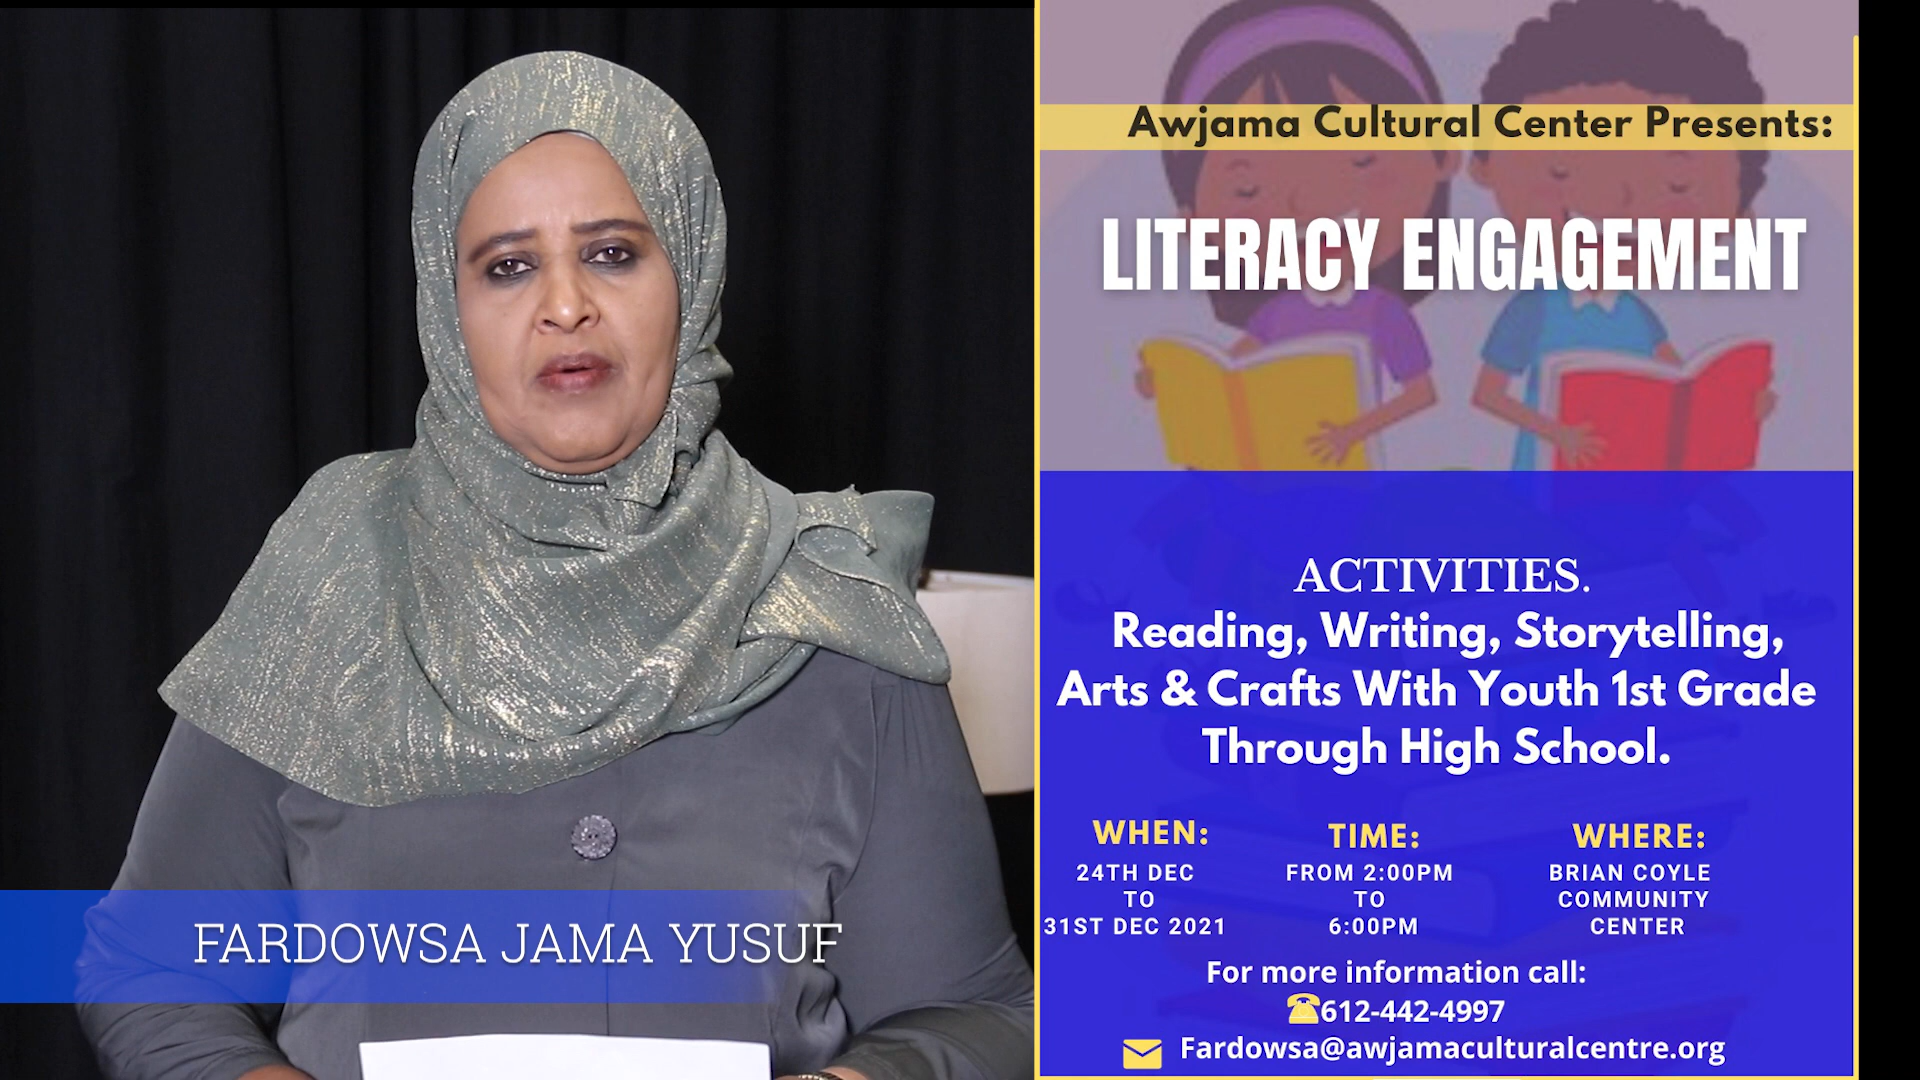 FARDOWSA JAMA YUSUF
Awjama Cultural Center Presents:
LITERACY ENGAGEMENT
ACTIVITIES.
Reading, Writing, Storytelling,
Arts & Crafts With Youth 1st Grade
Through High School.
WHEN:
24TH DEC
TO
31ST DEC 2021
TIME:
FROM 2:00PM
TO
6:00PM
WHERE:
BRIAN COYLE
COMMUNITY
CENTER
For more information call:
612-442-4997
Fardowsa@awjamaculturalcentre.org